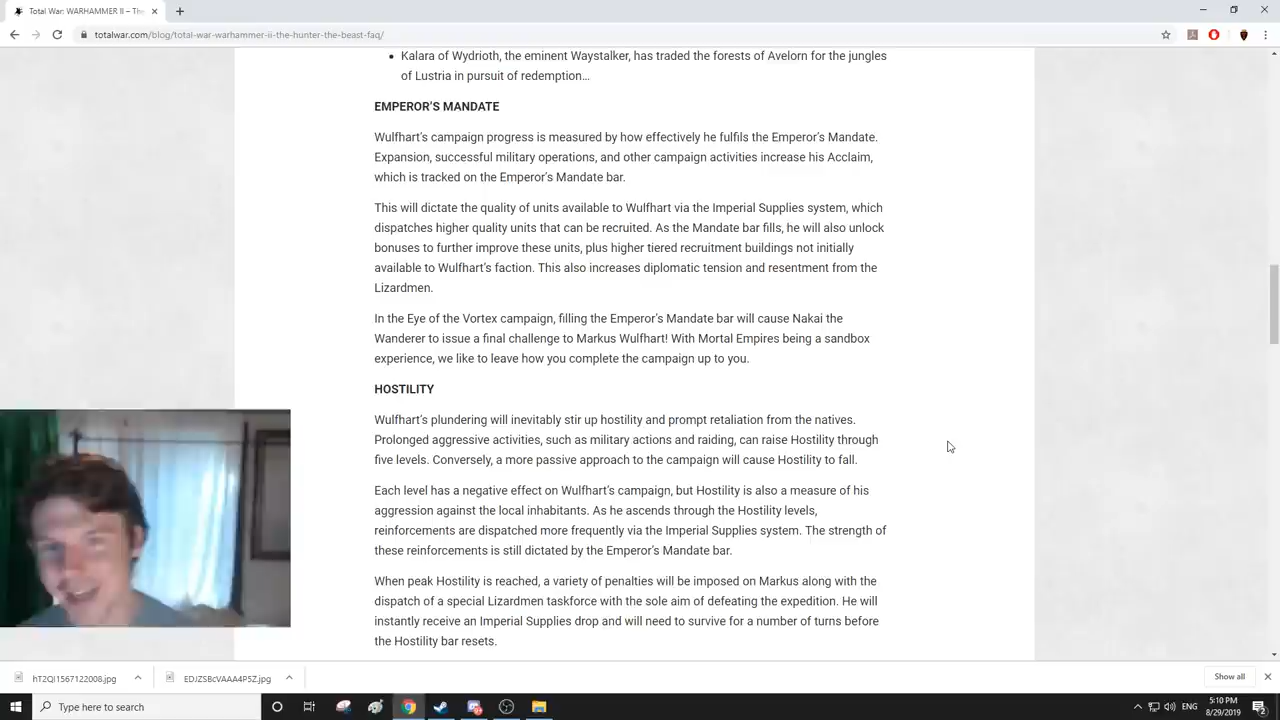 Total War: WARHAMMER II – The
totalwar.com/blog/total-war-warhammer-ii-the-hunter-the-beast-faq/
• Kalara of Wydrioth, the eminent Waystalker, has traded the forests of Avelorn for the jungles
of Lustria in pursuit of redemption…
EMPEROR'S MANDATE
Wulfhart's campaign progress is measured by how effectively he fulfils the Emperor's Mandate.
Expansion, successful military operations, and other campaign activities increase his Acclaim,
which is tracked on the Emperor's Mandate bar.
This will dictate the quality of units available to Wulfhart via the Imperial Supplies system, which
dispatches higher quality units that can be recruited. As the Mandate bar fills, he will also unlock
bonuses to further improve these units, plus higher tiered recruitment buildings not initially
available to Wulfhart's faction. This also increases diplomatic tension and resentment from the
Lizardmen.
In the Eye of the Vortex campaign, filling the Emperor's Mandate bar will cause Nakai the
Wanderer to issue a final challenge to Markus Wulfhart! With Mortal Empires being a sandbox
experience, we like to leave how you complete the campaign up to you.
HOSTILITY
Wulfhart's plundering will inevitably stir up hostility and prompt retaliation from the natives.
Prolonged aggressive activities, such as military actions and raiding, can raise Hostility through
five levels. Conversely, a more passive approach to the campaign will cause Hostility to fall.
Each level has a negative effect on Wulfhart's campaign, but Hostility is also a measure of his
aggression against the local inhabitants. As he ascends through the Hostility levels,
reinforcements are dispatched more frequently via the Imperial Supplies system. The strength of
these reinforcements is still dictated by the Emperor's Mandate bar.
When peak Hostility is reached, a variety of penalties will be imposed on Markus along with the
dispatch of a special Lizardmen taskforce with the sole aim of defeating the expedition. He will
instantly receive an Imperial Supplies drop and will need to survive for a number of turns before
the Hostility bar resets.
hT2QI1567122008.jpg
EDJZSBcVAAA4P5Z.jpg
Show all
Type here to search
ENG
5:10 PM
8/29/2019
2